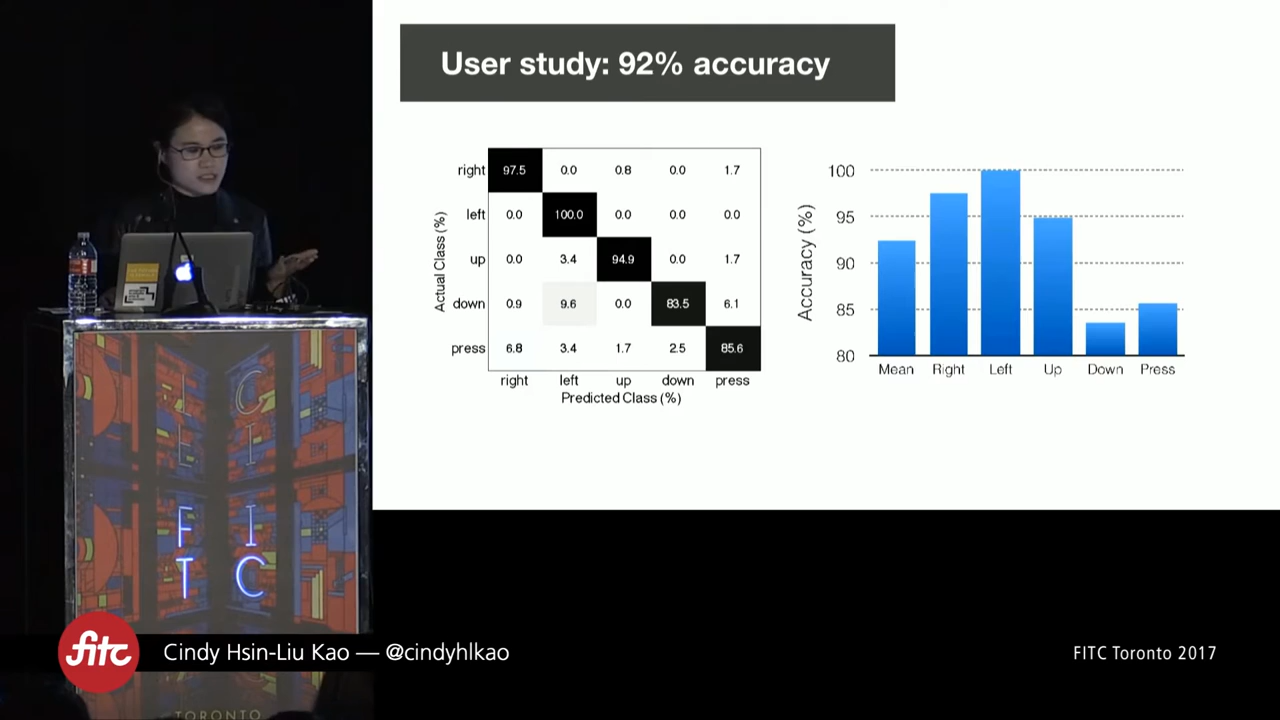 User study: 92% accuracy
right 97.5 0.0 0.8 0.0 1.7
left 0.0 100.0 0.0 0.0 0.0
up 0.0 3.4 94.9 0.0 1.7
down 0.9 9.6 0.0 83.5 6.1
press 6.8 3.4 1.7 2.5 85.6
right left up down press
Actual Class (%)
Predicted Class (%)
Accuracy (%)
100
95
90
85
80
Mean Right Left Up Down Press
F I
T C
TORONTO
fitc
Cindy Hsin-Liu Kao — @cindyhlkao
FITC Toronto 2017